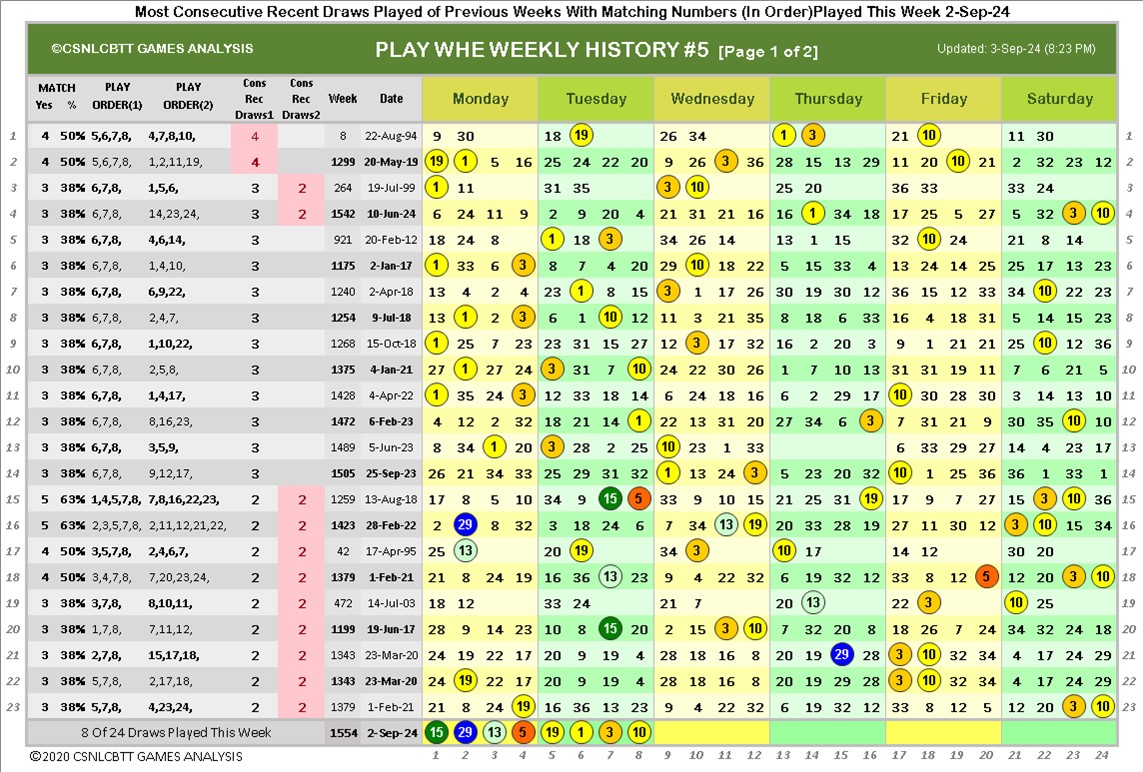 Most Consecutive Recent Draws Played of Previous Weeks With Matching Numbers (In Order)Played This Week 2-Sep-24
©CSNLCBTT GAMES ANALYSIS PLAY WHE WEEKLY HISTORY #5 [Page 1 of 2] Updated: 3-Sep-24 (8:23 PM)
MATCH Yes % PLAY ORDER(1) PLAY ORDER(2) Cons Rec Draws1 Cons Rec Draws2 Week Date Monday Tuesday Wednesday Thursday Friday Saturday
1 4 50% 5,6,7,8, 4,7,8,10, 4 8 22-Aug-94 9 30 18 19 26 34 1 3 21 10 11 30 1
2 4 50% 5,6,7,8, 1,2,11,19, 4 1299 20-May-19 19 1 5 16 25 24 22 20 9 26 3 36 28 15 13 29 11 20 10 21 2 32 23 12 2
3 3 38% 6,7,8, 1,5,6, 3 2 264 19-Jul-99 1 11 31 35 3 10 25 20 36 33 33 24 3
4 3 38% 6,7,8, 14,23,24, 3 2 1542 10-Jun-24 6 24 11 9 2 9 20 4 21 31 21 16 16 1 34 18 17 25 5 27 5 32 3 10 4
5 3 38% 6,7,8, 4,6,14, 3 921 20-Feb-12 18 24 8 1 18 3 34 26 14 13 1 15 32 10 24 21 8 14 5
6 3 38% 6,7,8, 1,4,10, 3 1175 2-Jan-17 1 33 6 3 8 7 4 20 29 10 18 22 5 15 33 4 13 24 14 25 25 17 13 23 6
7 3 38% 6,7,8, 6,9,22, 3 1240 2-Apr-18 13 4 2 4 23 1 8 15 3 1 17 26 30 19 30 12 36 15 12 33 34 10 22 23 7
8 3 38% 6,7,8, 2,4,7, 3 1254 9-Jul-18 13 1 2 3 6 1 10 12 11 3 21 35 8 18 6 33 16 4 18 31 5 14 15 23 8
9 3 38% 6,7,8, 1,10,22, 3 1268 15-Oct-18 1 25 7 23 23 31 15 27 9 3 17 32 16 2 20 3 9 1 21 21 25 10 12 36 9
10 3 38% 6,7,8, 2,5,8, 3 1375 4-Jan-21 27 1 27 24 3 31 7 10 24 22 30 26 1 7 10 13 31 31 19 11 7 6 21 5 10
11 3 38% 6,7,8, 1,4,17, 3 1428 4-Apr-22 1 35 24 3 12 33 18 14 6 24 18 16 6 2 29 17 10 30 28 30 3 14 13 10 11
12 3 38% 6,7,8, 8,16,23, 3 1472 6-Feb-23 4 12 2 32 18 21 14 1 22 13 31 20 27 34 6 3 7 31 21 9 30 35 10 10 12
13 3 38% 6,7,8, 3,5,9, 3 1489 5-Jun-23 8 34 1 20 3 28 2 25 10 23 1 33 6 33 29 27 14 4 23 17 13
14 3 38% 6,7,8, 9,12,17, 3 1505 25-Sep-23 26 21 34 33 25 29 31 32 1 13 24 3 5 23 20 32 10 1 25 36 36 1 33 1 14
15 5 63% 1,4,5,7,8, 7,8,16,22,23, 2 2 1259 13-Aug-18 17 8 5 10 34 9 15 5 33 9 10 15 21 25 31 19 17 9 7 27 15 3 10 36 15
16 5 63% 2,3,5,7,8, 2,11,12,21,22, 2 2 1423 28-Feb-22 2 29 8 32 3 18 24 6 7 34 13 19 20 33 28 19 27 11 30 12 3 10 15 34 16
17 4 50% 3,5,7,8, 2,4,6,7, 2 2 42 17-Apr-95 25 13 20 19 34 3 10 17 14 12 30 20 17
18 4 50% 3,4,7,8, 7,20,23,24, 2 2 1379 1-Feb-21 21 8 24 19 16 36 13 23 9 4 22 32 6 19 32 12 33 8 12 5 12 20 3 10 18
19 3 38% 3,7,8, 8,10,11, 2 2 472 14-Jul-03 18 12 33 24 21 7 20 13 22 3 10 25 19
20 3 38% 1,7,8, 7,11,12, 2 2 1199 19-Jun-17 28 9 14 23 10 8 15 20 2 15 3 10 7 32 20 8 18 26 7 24 34 32 24 18 20
21 3 38% 2,7,8, 15,17,18, 2 2 1343 23-Mar-20 24 19 22 17 20 9 19 4 28 18 16 8 20 19 29 28 3 10 32 34 4 17 24 29 21
22 3 38% 5,7,8, 2,17,18, 2 2 1343 23-Mar-20 24 19 22 17 20 9 19 4 28 18 16 8 20 19 29 28 3 10 32 34 4 17 24 29 22
23 3 38% 5,7,8, 4,23,24, 2 2 1379 1-Feb-21 21 8 24 19 16 36 13 23 9 4 22 32 6 19 32 12 33 8 12 5 12 20 3 10 23
8 Of 24 Draws Played This Week 1554 2-Sep-24 15 29 13 5 19 1 3 10
©2020 CSNLCBTT GAMES ANALYSIS 1 2 3 4 5 6 7 8 9 10 11 12 13 14 15 16 17 18 19 20 21 22 23 24